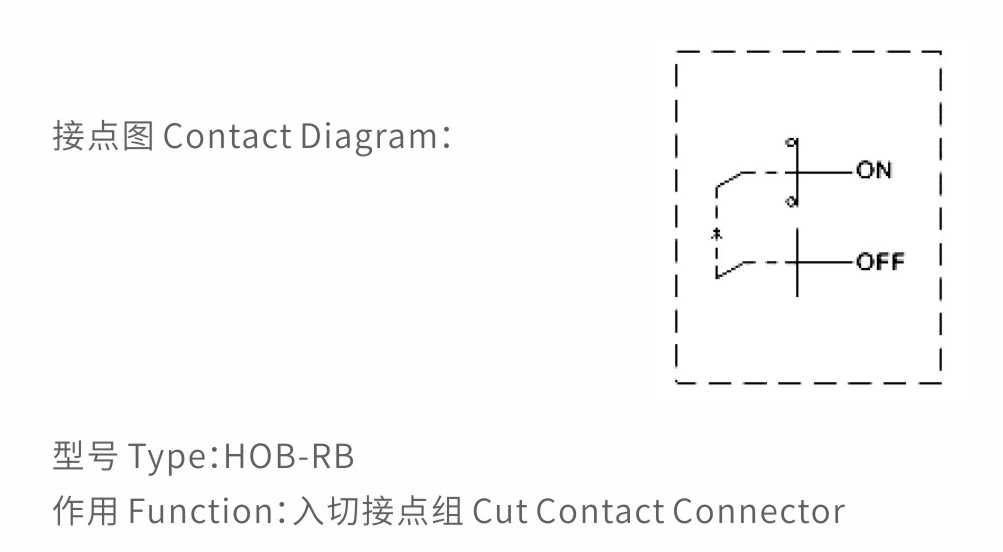 接点图 Contact Diagram：
ON
OFF
型号 Type：HOB-RB
作用 Function：入切接点组 Cut Contact Connector